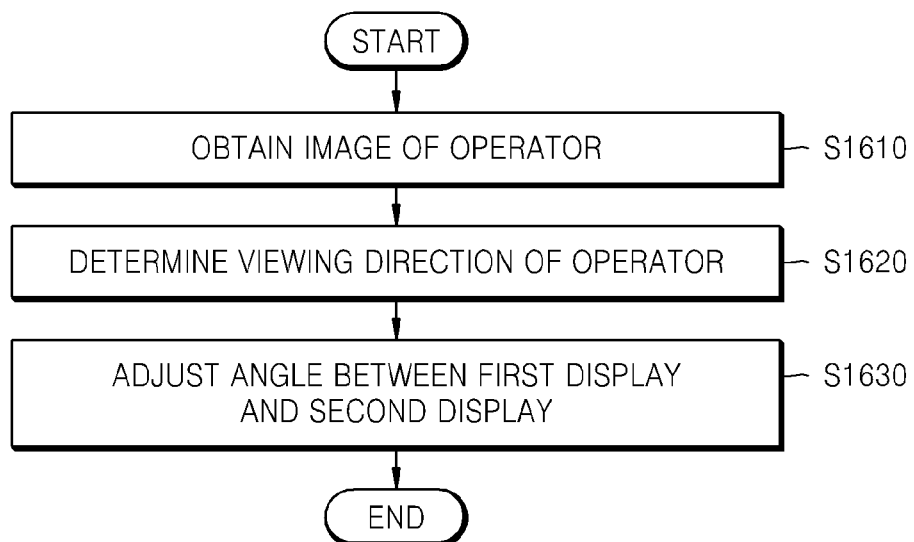 START
OBTAIN IMAGE OF OPERATOR
S1610
DETERMINE VIEWING DIRECTION OF OPERATOR
S1620
ADJUST ANGLE BETWEEN FIRST DISPLAY
AND SECOND DISPLAY
S1630
END